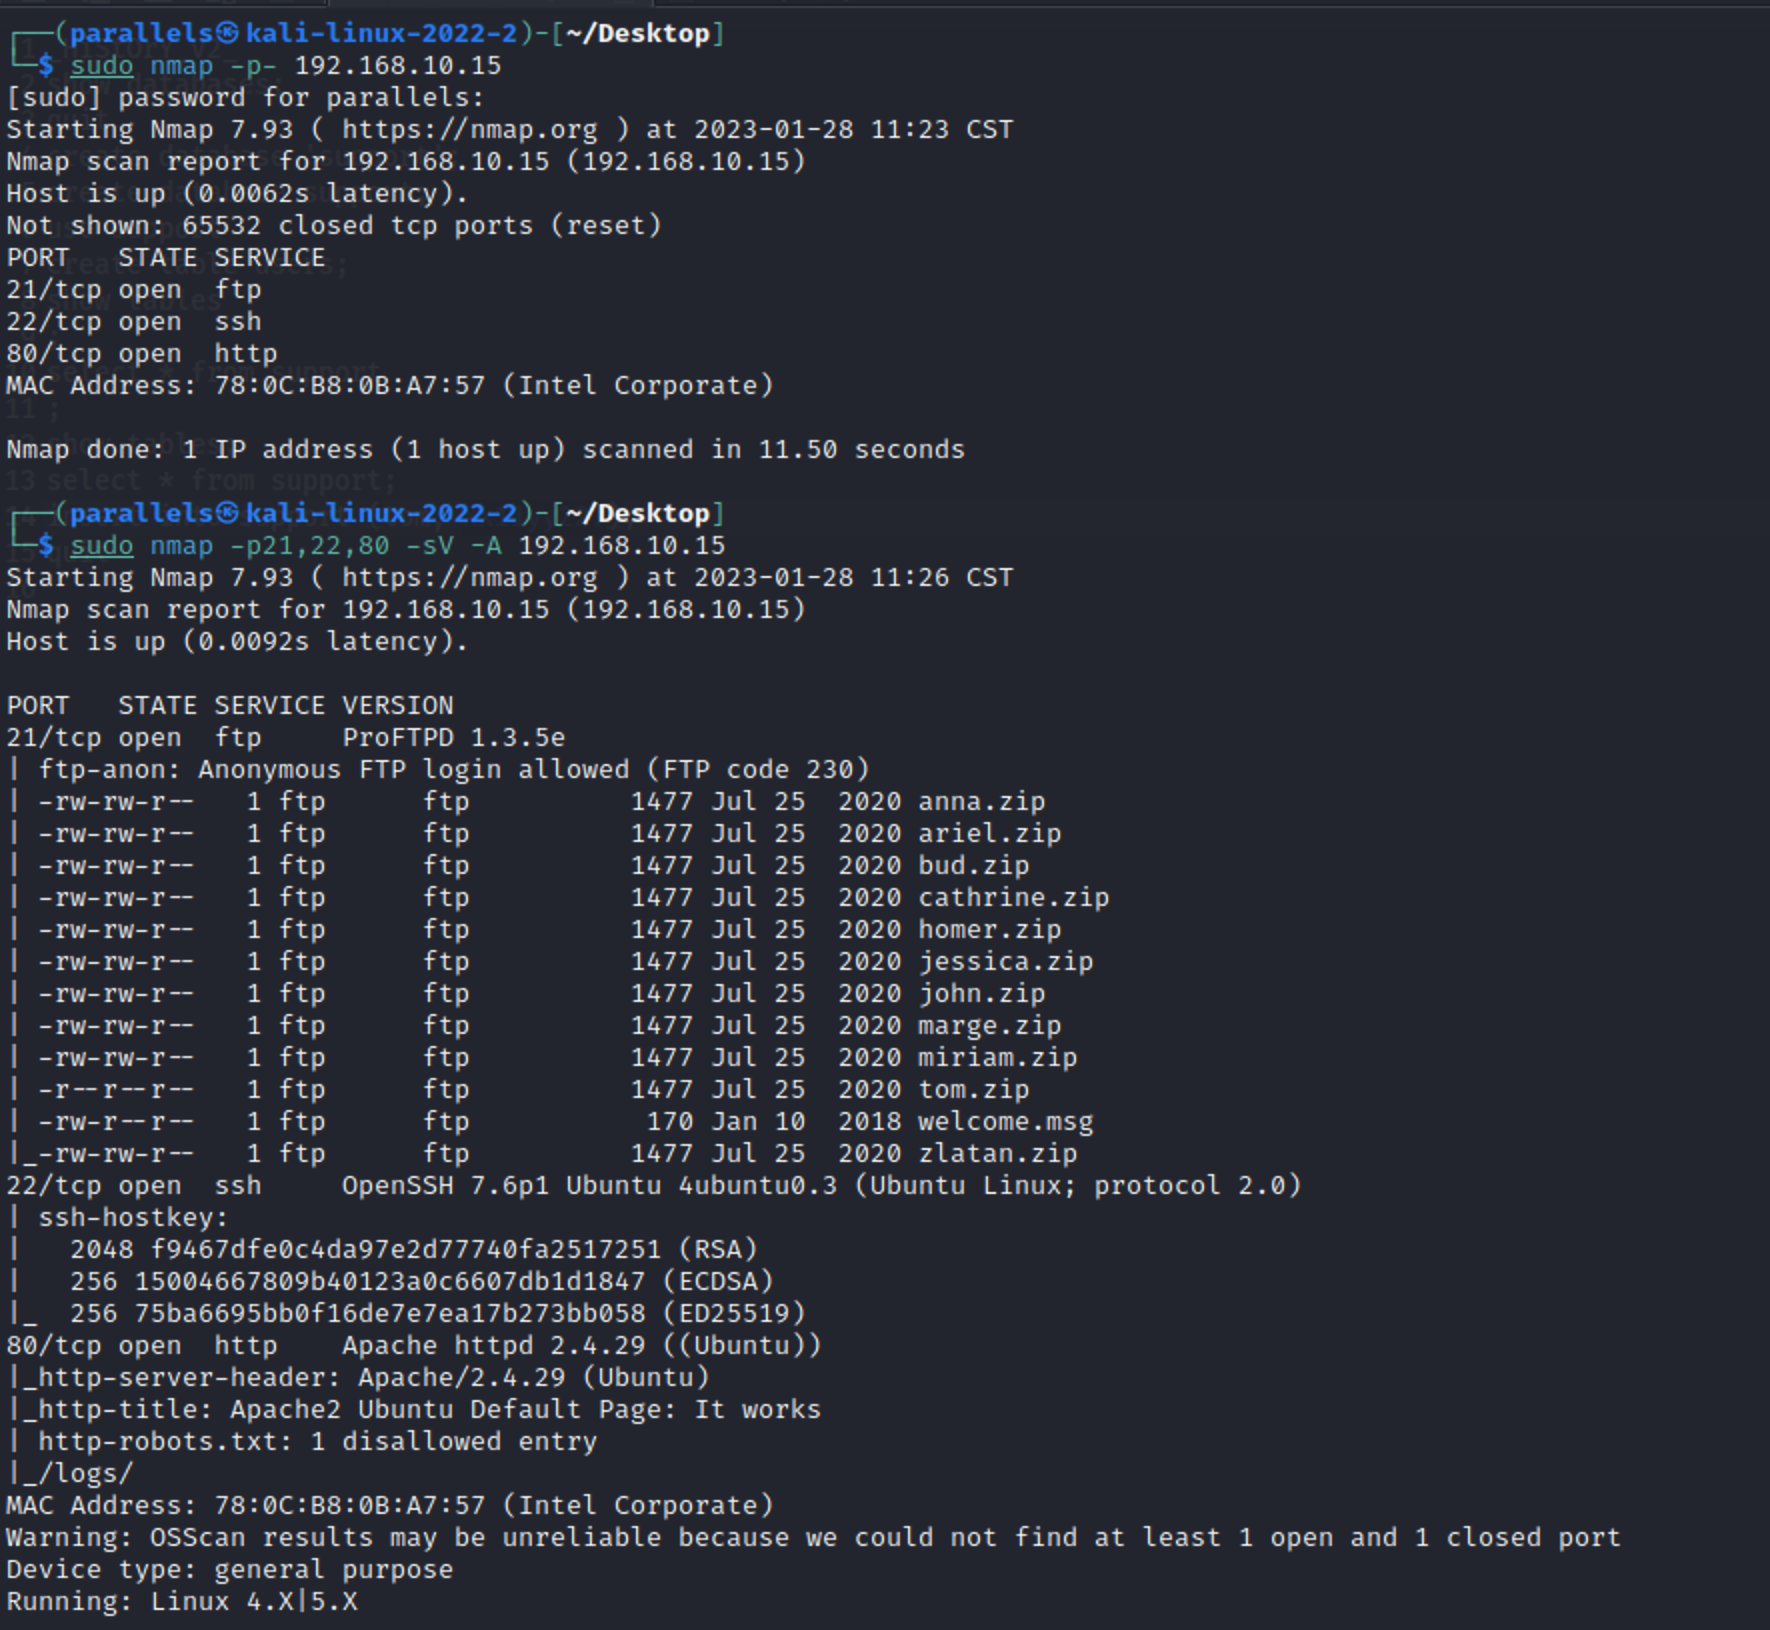 ┌──(parallels㉿kali-linux-2022-2)-[~/Desktop]
└─$ sudo nmap -p- 192.168.10.15
[sudo] password for parallels:
Starting Nmap 7.93 ( https://nmap.org ) at 2023-01-28 11:23 CST
Nmap scan report for 192.168.10.15 (192.168.10.15)
Host is up (0.0062s latency).
Not shown: 65532 closed tcp ports (reset)
PORT   STATE SERVICE
21/tcp open  ftp
22/tcp open  ssh
80/tcp open  http
MAC Address: 78:0C:B8:0B:A7:57 (Intel Corporate)

Nmap done: 1 IP address (1 host up) scanned in 11.50 seconds

┌──(parallels㉿kali-linux-2022-2)-[~/Desktop]
└─$ sudo nmap -p21,22,80 -sV -A 192.168.10.15
Starting Nmap 7.93 ( https://nmap.org ) at 2023-01-28 11:26 CST
Nmap scan report for 192.168.10.15 (192.168.10.15)
Host is up (0.0092s latency).

PORT   STATE SERVICE VERSION
21/tcp open  ftp     ProFTPD 1.3.5e
| ftp-anon: Anonymous FTP login allowed (FTP code 230)
| -rw-rw-r--   1 ftp      ftp          1477 Jul 25  2020 anna.zip
| -rw-rw-r--   1 ftp      ftp          1477 Jul 25  2020 ariel.zip
| -rw-rw-r--   1 ftp      ftp          1477 Jul 25  2020 bud.zip
| -rw-rw-r--   1 ftp      ftp          1477 Jul 25  2020 cathrine.zip
| -rw-rw-r--   1 ftp      ftp          1477 Jul 25  2020 homer.zip
| -rw-rw-r--   1 ftp      ftp          1477 Jul 25  2020 jessica.zip
| -rw-rw-r--   1 ftp      ftp          1477 Jul 25  2020 john.zip
| -rw-rw-r--   1 ftp      ftp          1477 Jul 25  2020 marge.zip
| -rw-rw-r--   1 ftp      ftp          1477 Jul 25  2020 miriam.zip
| -r--r--r--   1 ftp      ftp          1477 Jul 25  2020 tom.zip
| -rw-r--r--   1 ftp      ftp           170 Jan 10  2018 welcome.msg
|_-rw-rw-r--   1 ftp      ftp          1477 Jul 25  2020 zlatan.zip
22/tcp open  ssh     OpenSSH 7.6p1 Ubuntu 4ubuntu0.3 (Ubuntu Linux; protocol 2.0)
| ssh-hostkey:
|   2048 f9467dfe0c4da97e2d77740fa2517251 (RSA)
|   256 15004667809b40123a0c6607db1d1847 (ECDSA)
|_  256 75ba6695bb0f16de7e7ea17b273bb058 (ED25519)
80/tcp open  http    Apache httpd 2.4.29 ((Ubuntu))
|_http-server-header: Apache/2.4.29 (Ubuntu)
|_http-title: Apache2 Ubuntu Default Page: It works
| http-robots.txt: 1 disallowed entry
|_/logs/
MAC Address: 78:0C:B8:0B:A7:57 (Intel Corporate)
Warning: OSScan results may be unreliable because we could not find at least 1 open and 1 closed port
Device type: general purpose
Running: Linux 4.X|5.X